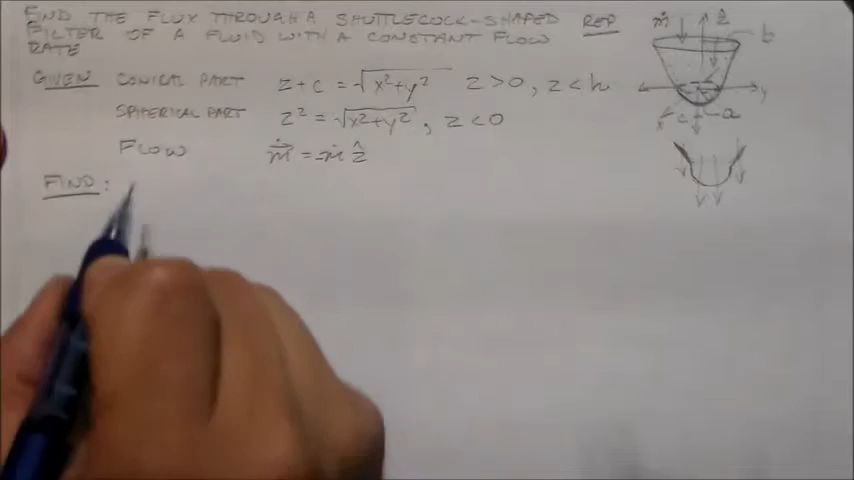 FIND THE FLUX THROUGH A SHUTTLECOCK-SHAPED REP
FILTER OF A FLUID WITH A CONSTANT FLOW
RATE
GIVEN CONICAL PART z + c = √x²+y² z > 0, z < h
SPHERICAL PART z² = √x²+y², z < 0
FLOW ṁ⃗ = -ṁ ẑ
FIND:
ṁ ẑ
b
y
x c a